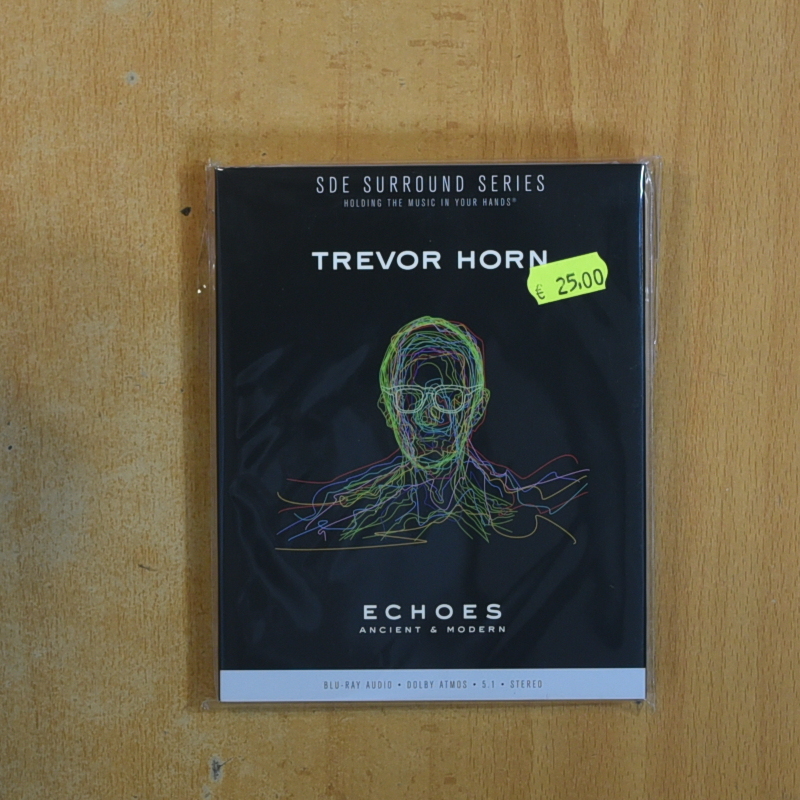 SDE SURROUND SERIES
HOLDING THE MUSIC IN YOUR HANDS®
TREVOR HORN
€ 25,00
ECHOES
ANCIENT & MODERN
BLU-RAY AUDIO • DOLBY ATMOS • 5.1 • STEREO